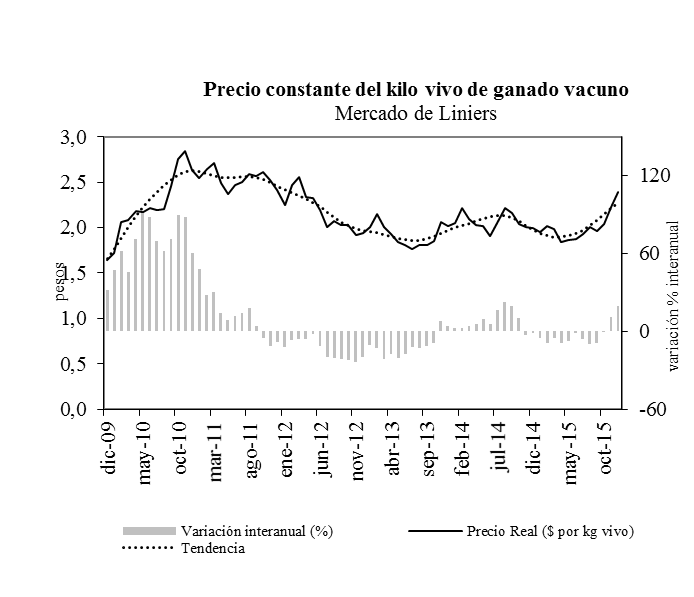 Precio constante del kilo vivo de ganado vacuno
Mercado de Liniers
3,0
2,5
2,0
1,5
1,0
0,5
0,0
pesos
120
60
0
-60
variación % interanual
dic-09
may-10
oct-10
mar-11
ago-11
ene-12
jun-12
nov-12
abr-13
sep-13
feb-14
jul-14
dic-14
may-15
oct-15
Variación interanual (%)
Precio Real ($ por kg vivo)
Tendencia